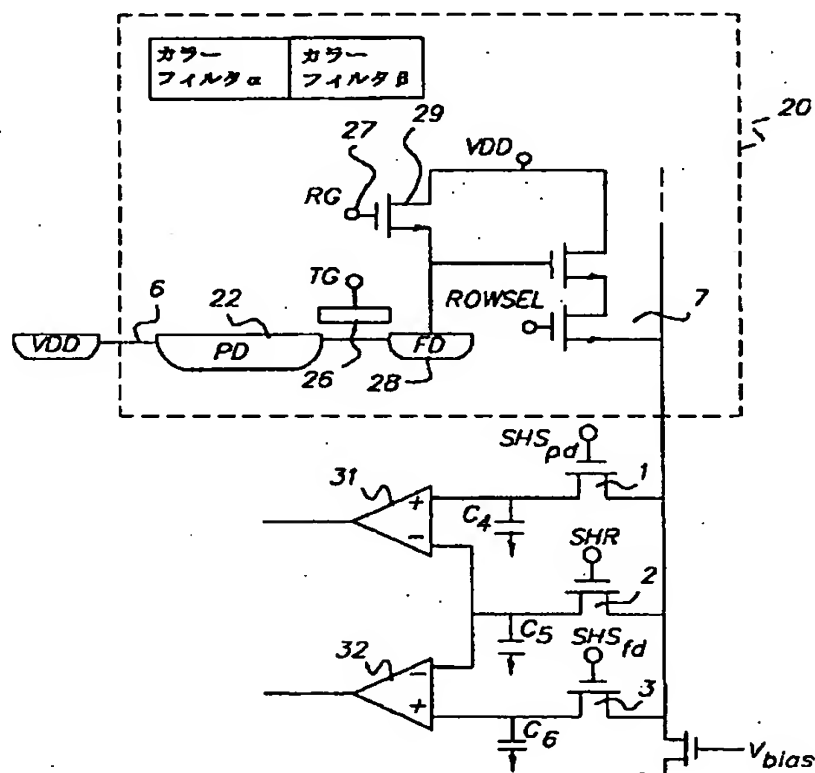 カラー
フィルタα
カラー
フィルタβ
20
27
29
VDD
RG
TG
ROWSEL
6
22
7
VDD
PD
FD
26
28
SHSpd
31
1
+
C4
−
SHR
2
32
C5
SHSfd
−
+
3
C6
Vbias